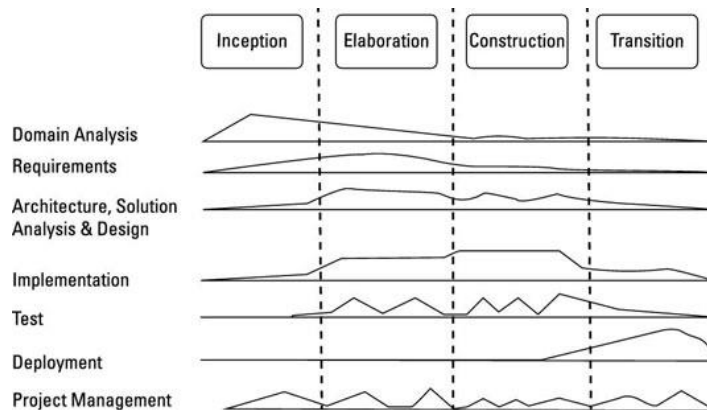 Inception Elaboration Construction Transition
Domain Analysis
Requirements
Architecture, Solution
Analysis & Design
Implementation
Test
Deployment
Project Management